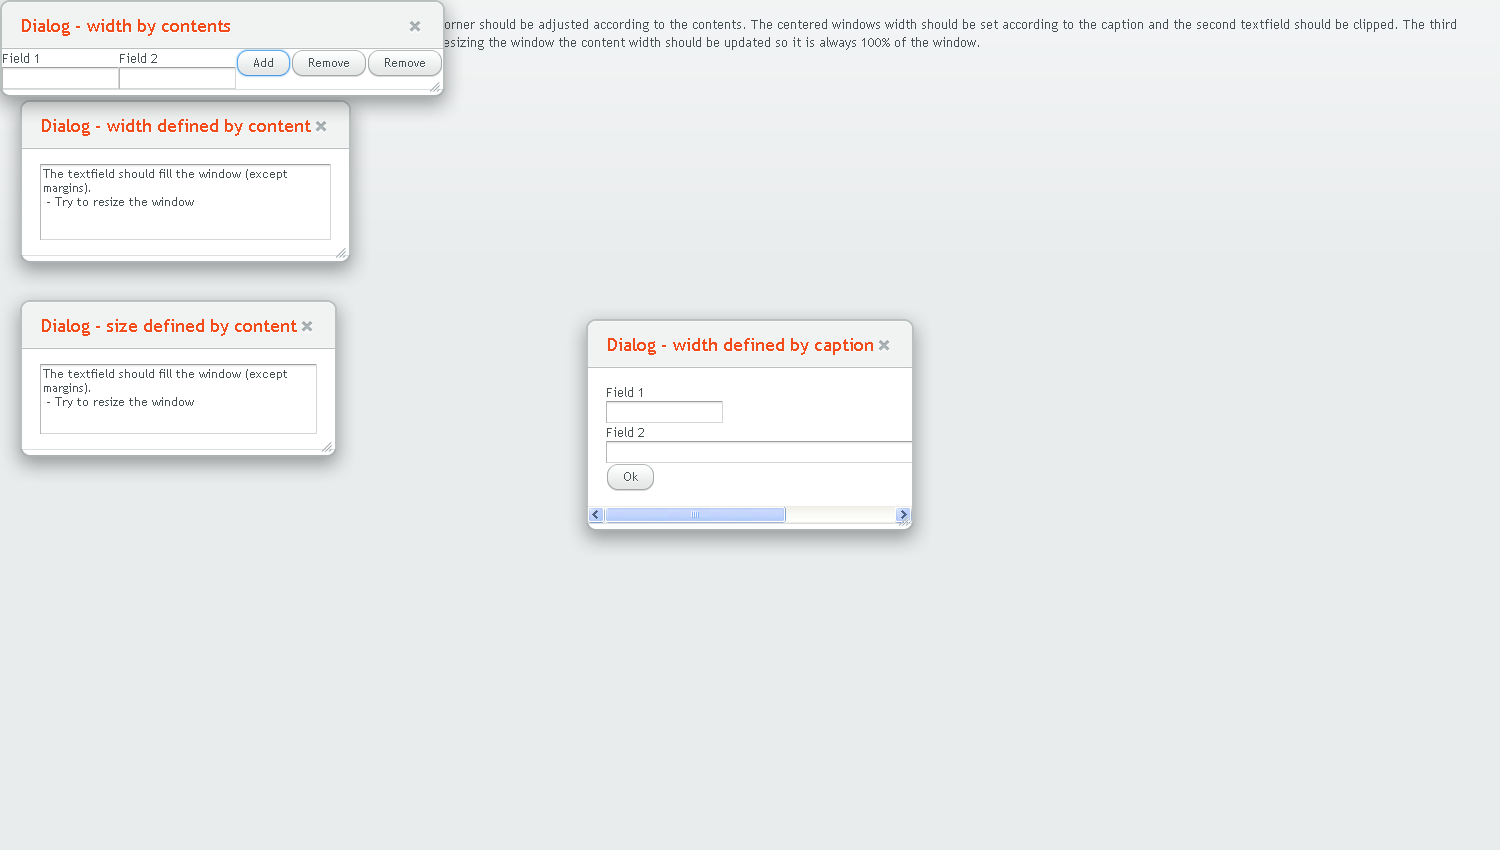 Dialog - width by contents
orner should be adjusted according to the contents. The centered windows width should be set according to the caption and the second textfield should be clipped. The third
esizing the window the content width should be updated so it is always 100% of the window.
Field 1 Field 2 Add Remove Remove
Dialog - width defined by content
The textfield should fill the window (except
margins).
- Try to resize the window
Dialog - size defined by content
The textfield should fill the window (except
margins).
- Try to resize the window
Dialog - width defined by caption
Field 1
Field 2
Ok